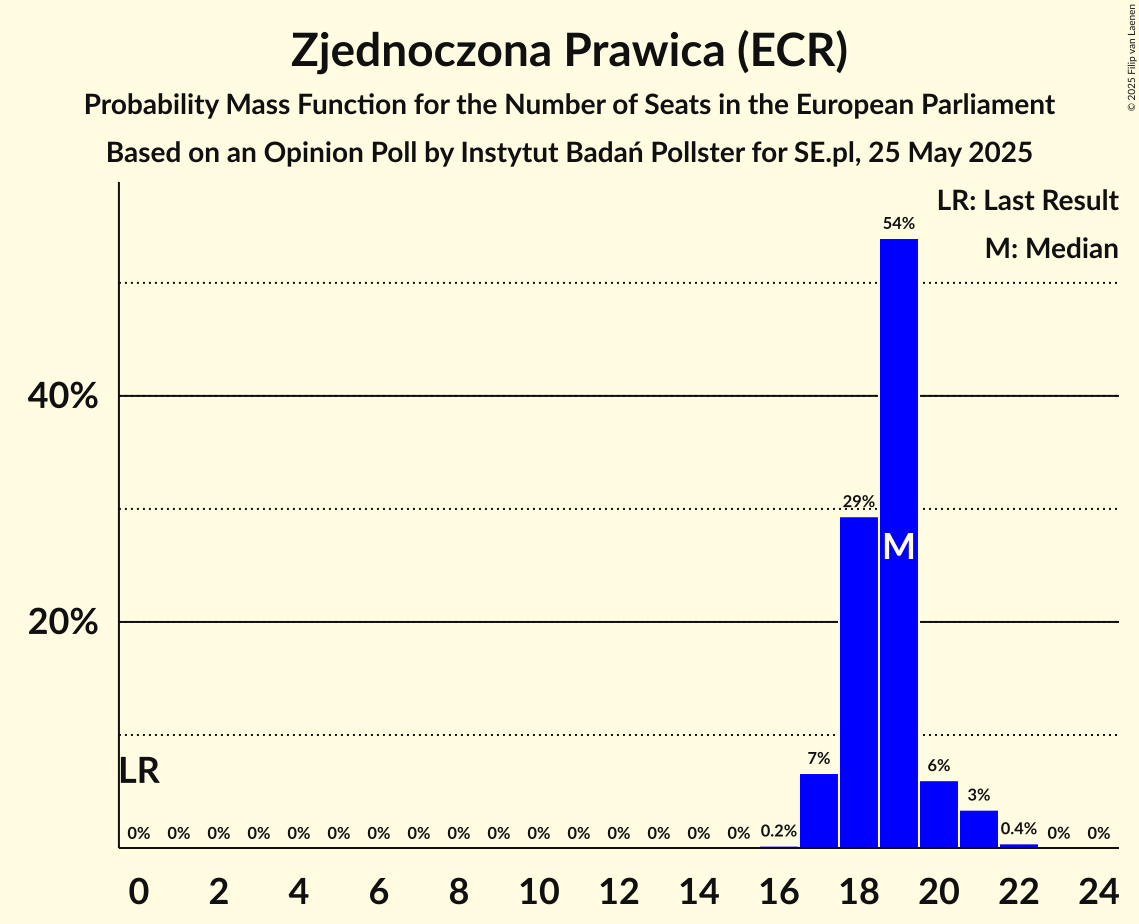 Zjednoczona Prawica (ECR)
Probability Mass Function for the Number of Seats in the European Parliament
Based on an Opinion Poll by Instytut Badań Pollster for SE.pl, 25 May 2025
© 2025 Filip van Laenen
LR: Last Result
M: Median
54%
40%
29%
M
20%
LR
7%
6%
3%
0% 0% 0% 0% 0% 0% 0% 0% 0% 0% 0% 0% 0% 0% 0% 0% 0.2% 0.4% 0% 0%
0 2 4 6 8 10 12 14 16 18 20 22 24